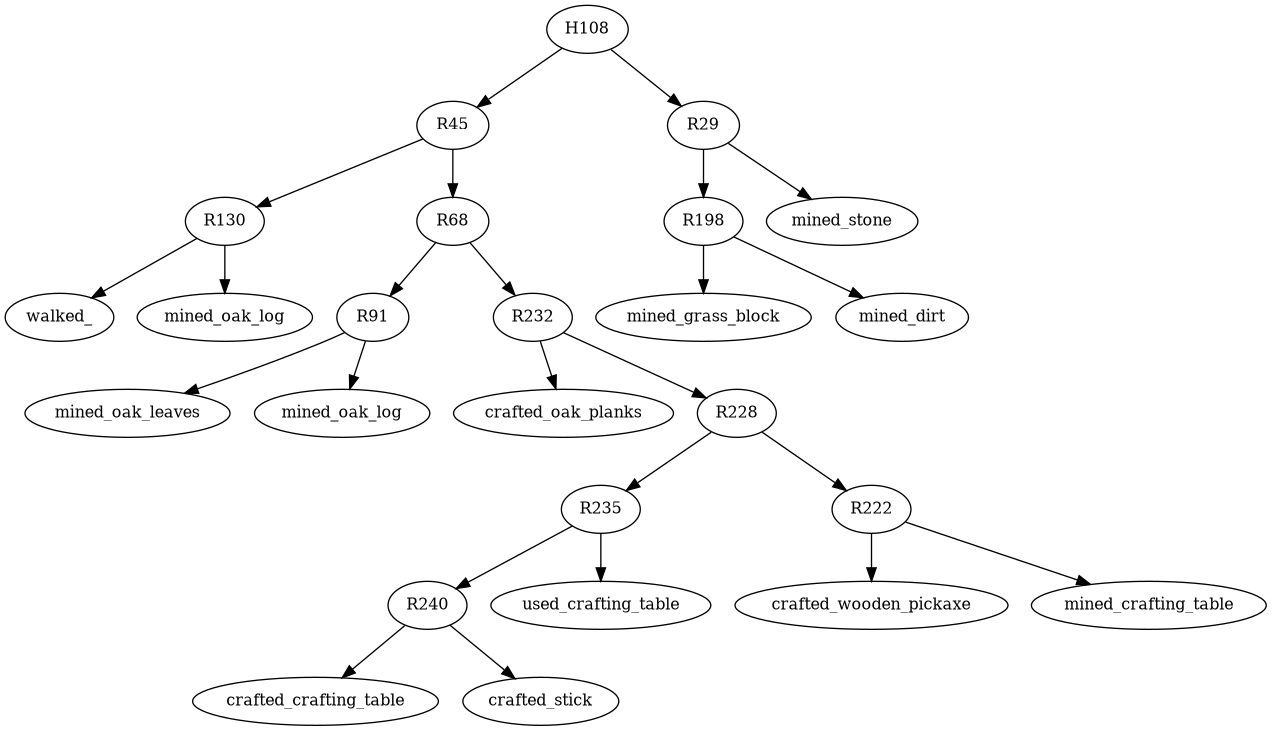 H108
R45
R29
R130
R68
R198
mined_stone
walked_
mined_oak_log
R91
R232
mined_grass_block
mined_dirt
mined_oak_leaves
mined_oak_log
crafted_oak_planks
R228
R235
R222
R240
used_crafting_table
crafted_wooden_pickaxe
mined_crafting_table
crafted_crafting_table
crafted_stick